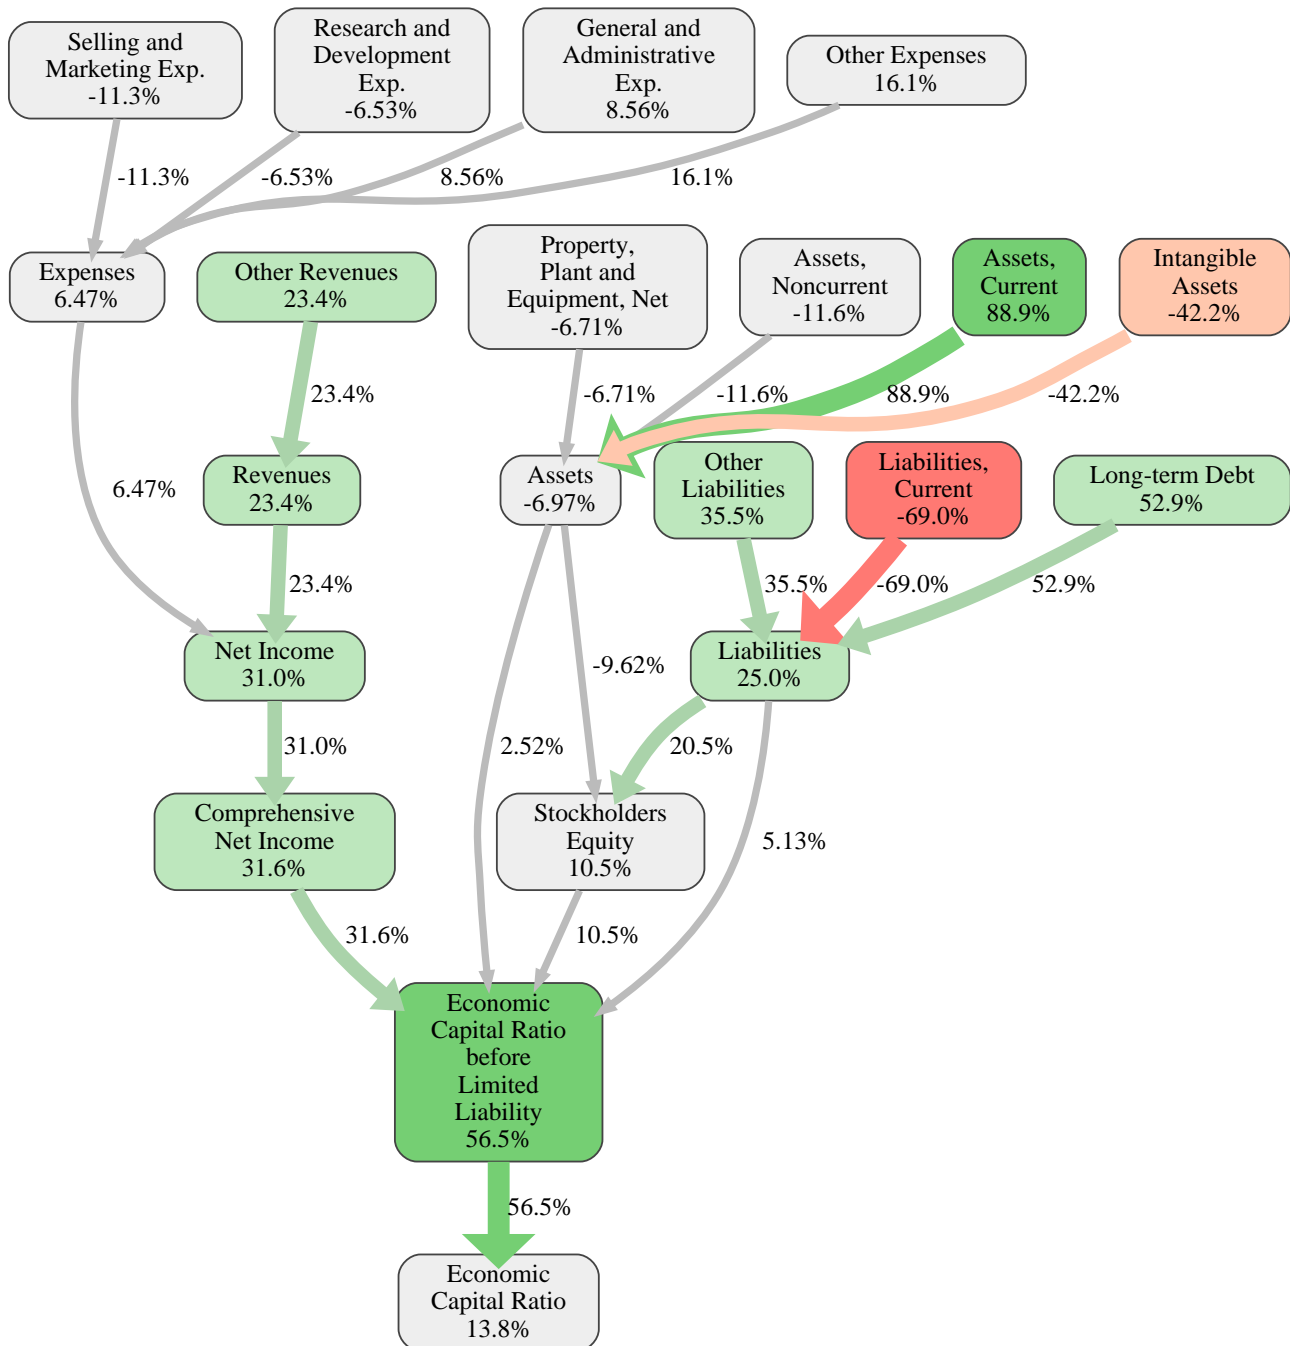 Selling and
Marketing Exp.
-11.3%
Research and
Development
Exp.
-6.53%
General and
Administrative
Exp.
8.56%
Other Expenses
16.1%
-11.3%
-6.53%
8.56%
16.1%
Expenses
6.47%
Other Revenues
23.4%
Property,
Plant and
Equipment, Net
-6.71%
Assets,
Noncurrent
-11.6%
Assets,
Current
88.9%
Intangible
Assets
-42.2%
23.4%
-6.71%
-11.6%
88.9%
-42.2%
6.47%
Revenues
23.4%
Assets
-6.97%
Other
Liabilities
35.5%
Liabilities,
Current
-69.0%
Long-term Debt
52.9%
23.4%
35.5%
-69.0%
52.9%
Net Income
31.0%
-9.62%
Liabilities
25.0%
31.0%
2.52%
20.5%
Comprehensive
Net Income
31.6%
Stockholders
Equity
10.5%
5.13%
31.6%
10.5%
Economic
Capital Ratio
before
Limited
Liability
56.5%
56.5%
Economic
Capital Ratio
13.8%